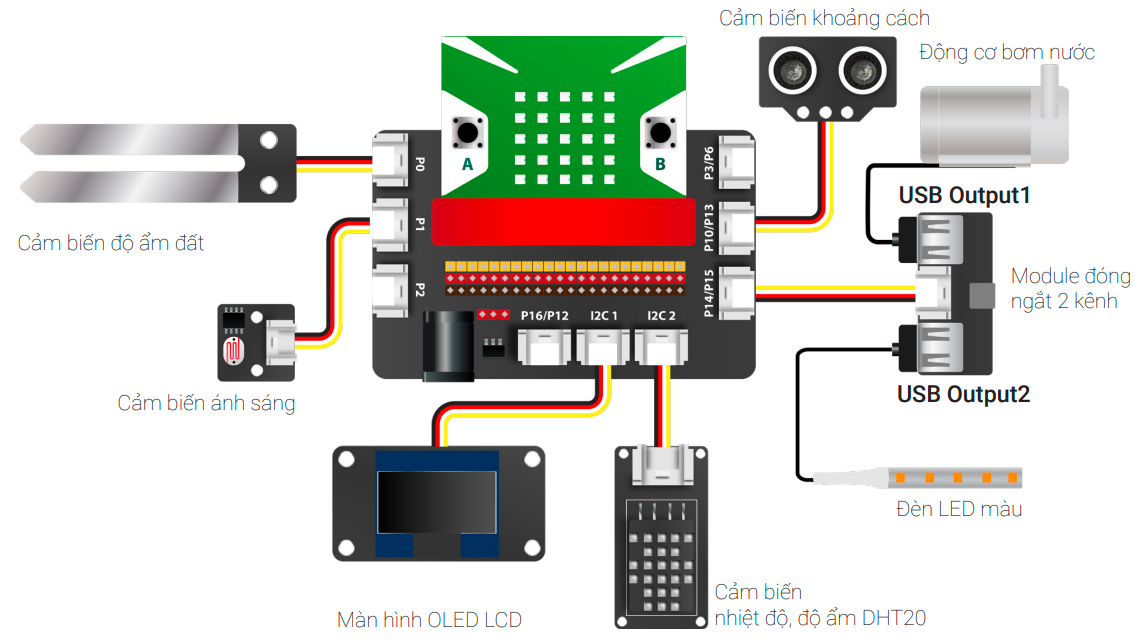 Cảm biến khoảng cách
Động cơ bơm nước
A
B
P0
P3/P6
USB Output1
P1
P10/P13
Cảm biến độ ẩm đất
P2
P14/P15
Module đóng
ngắt 2 kênh
P16/P12
I2C 1
I2C 2
Cảm biến ánh sáng
USB Output2
Đèn LED màu
Cảm biến
nhiệt độ, độ ẩm DHT20
Màn hình OLED LCD